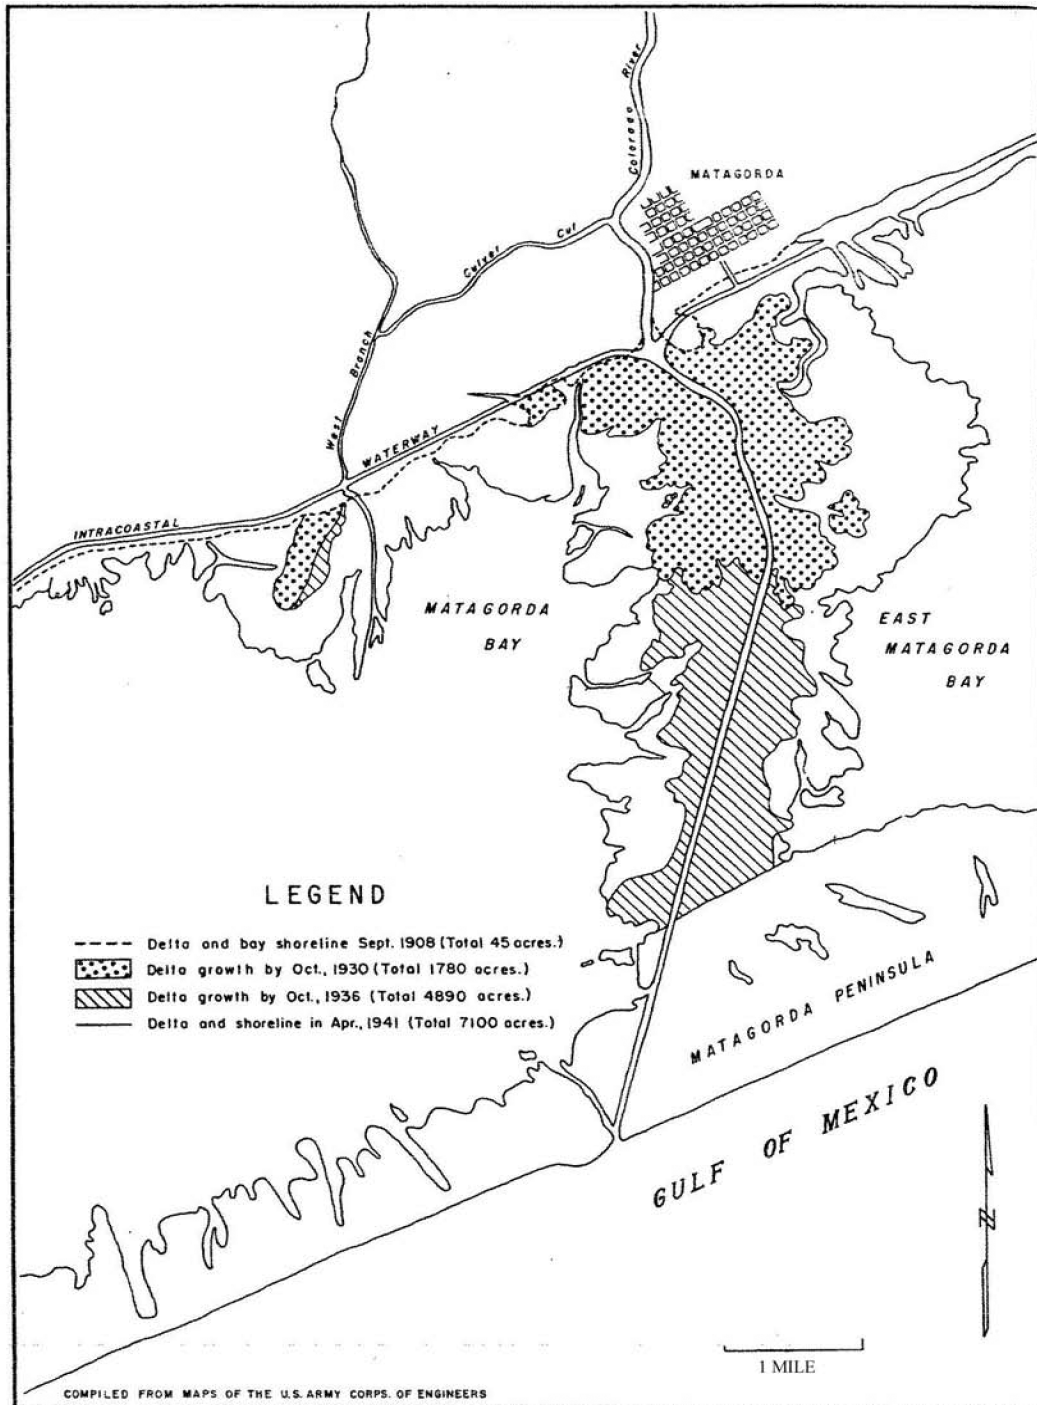 Colorado River
MATAGORDA
Culver Cut
West Branch
INTRACOASTAL WATERWAY
MATAGORDA
BAY
EAST
MATAGORDA
BAY
LEGEND
Delta and bay shoreline Sept. 1908 (Total 45 acres.)
Delta growth by Oct., 1930 (Total 1780 acres.)
Delta growth by Oct., 1936 (Total 4890 acres.)
Delta and shoreline in Apr., 1941 (Total 7100 acres.)
MATAGORDA PENINSULA
GULF OF MEXICO
N
1 MILE
COMPILED FROM MAPS OF THE U.S. ARMY CORPS. OF ENGINEERS